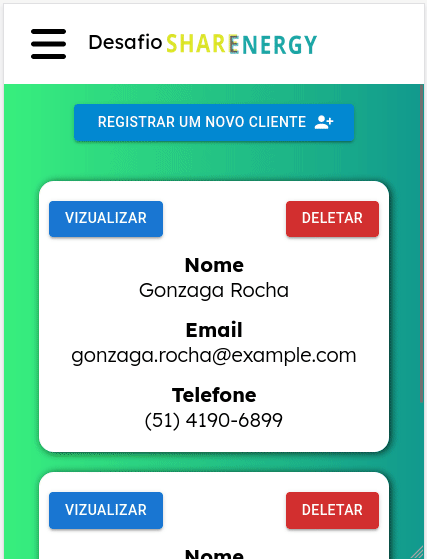 Desafio SHARENERGY
REGISTRAR UM NOVO CLIENTE
VIZUALIZAR DELETAR
Nome
Gonzaga Rocha
Email
gonzaga.rocha@example.com
Telefone
(51) 4190-6899
VIZUALIZAR DELETAR
Nome